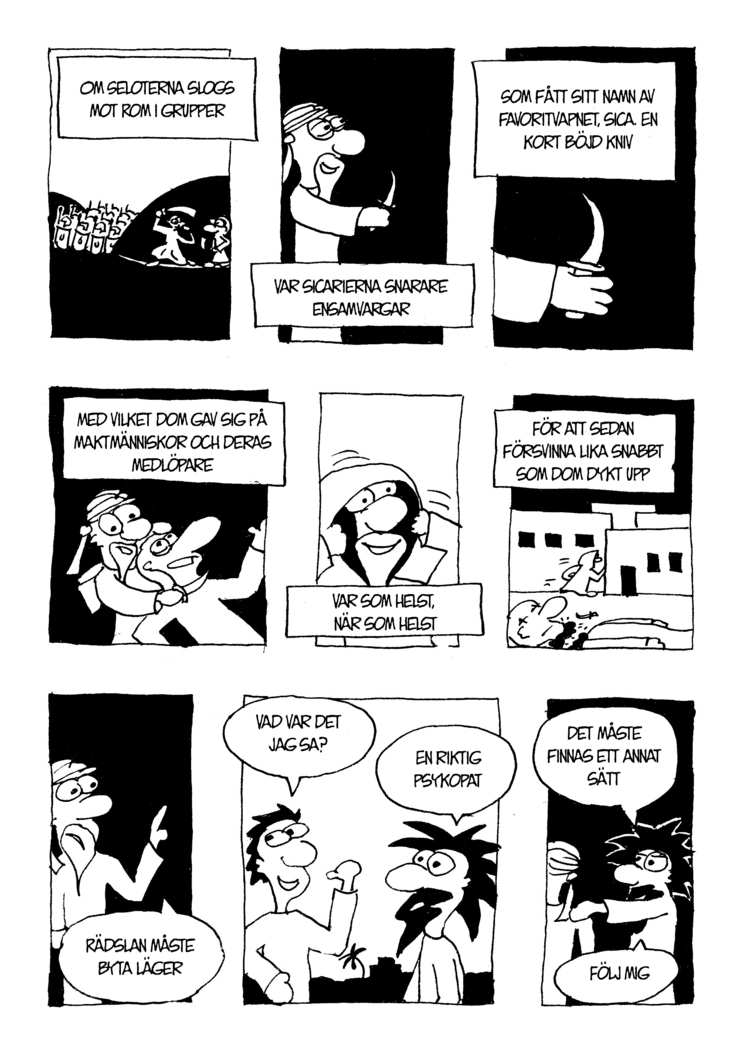 OM SELOTERNA SLOGS
MOT ROM I GRUPPER
VAR SICARIERNA SNARARE
ENSAMVARGAR
SOM FÅTT SITT NAMN AV
FAVORITVAPNET, SICA. EN
KORT BÖJD KNIV
MED VILKET DOM GAV SIG PÅ
MAKTMÄNNISKOR OCH DERAS
MEDLÖPARE
VAR SOM HELST,
NÄR SOM HELST
FÖR ATT SEDAN
FÖRSVINNA LIKA SNABBT
SOM DOM DYKT UPP
RÄDSLAN MÅSTE
BYTA LÄGER
VAD VAR DET
JAG SA?
EN RIKTIG
PSYKOPAT
DET MÅSTE
FINNAS ETT ANNAT
SÄTT
FÖLJ MIG